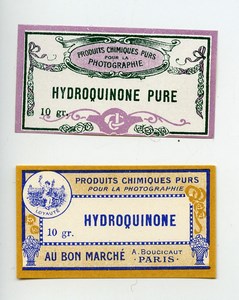 PRODUITS CHIMIQUES PURS
POUR LA
PHOTOGRAPHIE
HYDROQUINONE PURE
10 gr.
PRODUITS CHIMIQUES PURS
POUR LA PHOTOGRAPHIE
LOYAUTÉ
HYDROQUINONE
10 gr.
AU BON MARCHÉ A. BOUCICAUT
PARIS